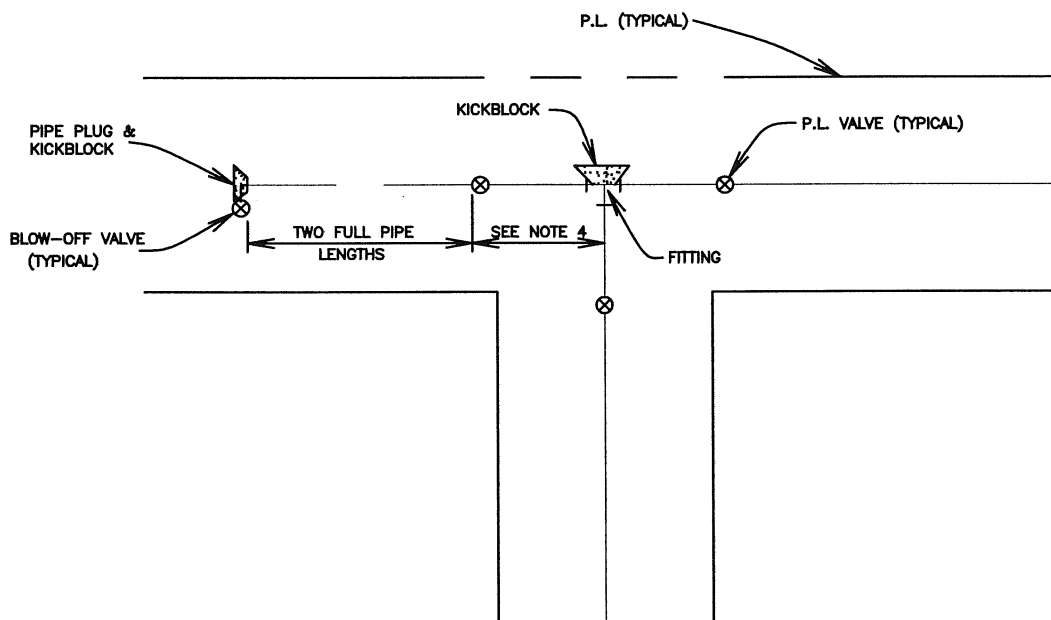 P.L. (TYPICAL)
KICKBLOCK
P.L. VALVE (TYPICAL)
PIPE PLUG &
KICKBLOCK
BLOW-OFF VALVE
(TYPICAL)
TWO FULL PIPE
LENGTHS
SEE NOTE 4
FITTING